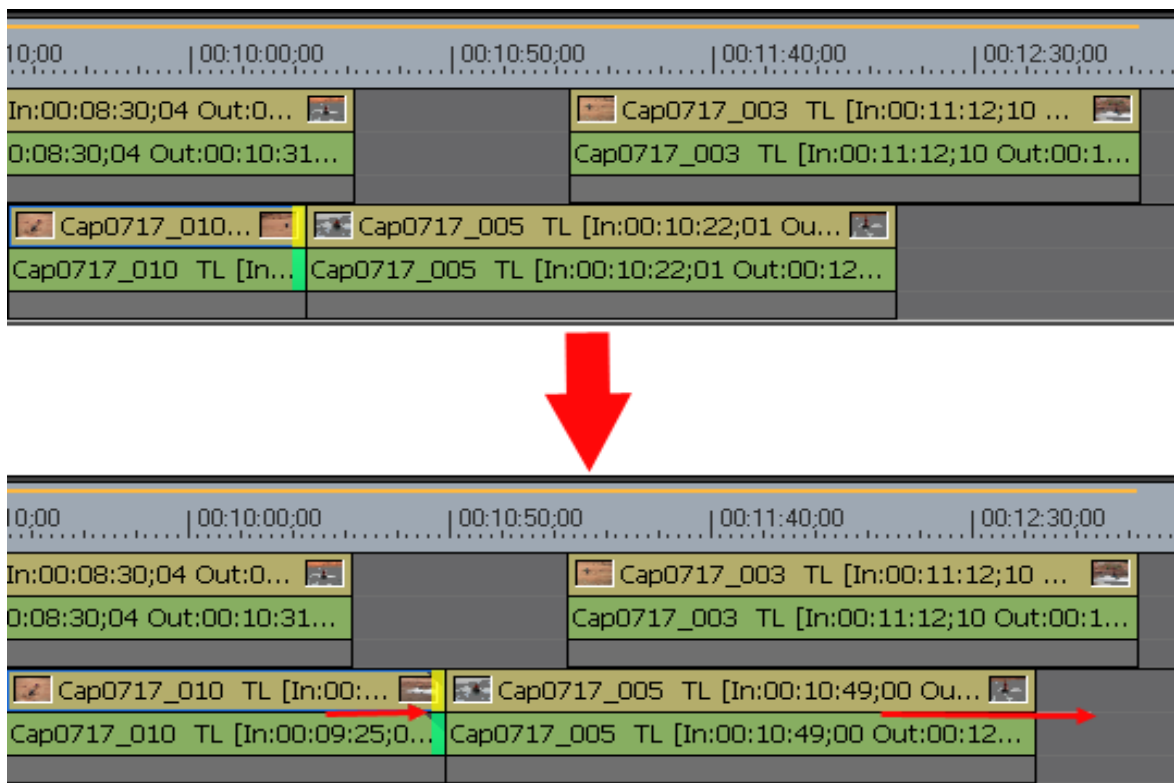 10;00 00:10:00;00 00:10:50;00 00:11:40;00 00:12:30;00
In:00:08:30;04 Out:0... Cap0717_003 TL [In:00:11:12;10 ...
0:08:30;04 Out:00:10:31... Cap0717_003 TL [In:00:11:12;10 Out:00:1...
Cap0717_010... Cap0717_005 TL [In:00:10:22;01 Ou...
Cap0717_010 TL [In... Cap0717_005 TL [In:00:10:22;01 Out:00:12...
10;00 00:10:00;00 00:10:50;00 00:11:40;00 00:12:30;00
In:00:08:30;04 Out:0... Cap0717_003 TL [In:00:11:12;10 ...
0:08:30;04 Out:00:10:31... Cap0717_003 TL [In:00:11:12;10 Out:00:1...
Cap0717_010 TL [In:00:... Cap0717_005 TL [In:00:10:49;00 Ou...
Cap0717_010 TL [In:00:09:25;0... Cap0717_005 TL [In:00:10:49;00 Out:00:12...